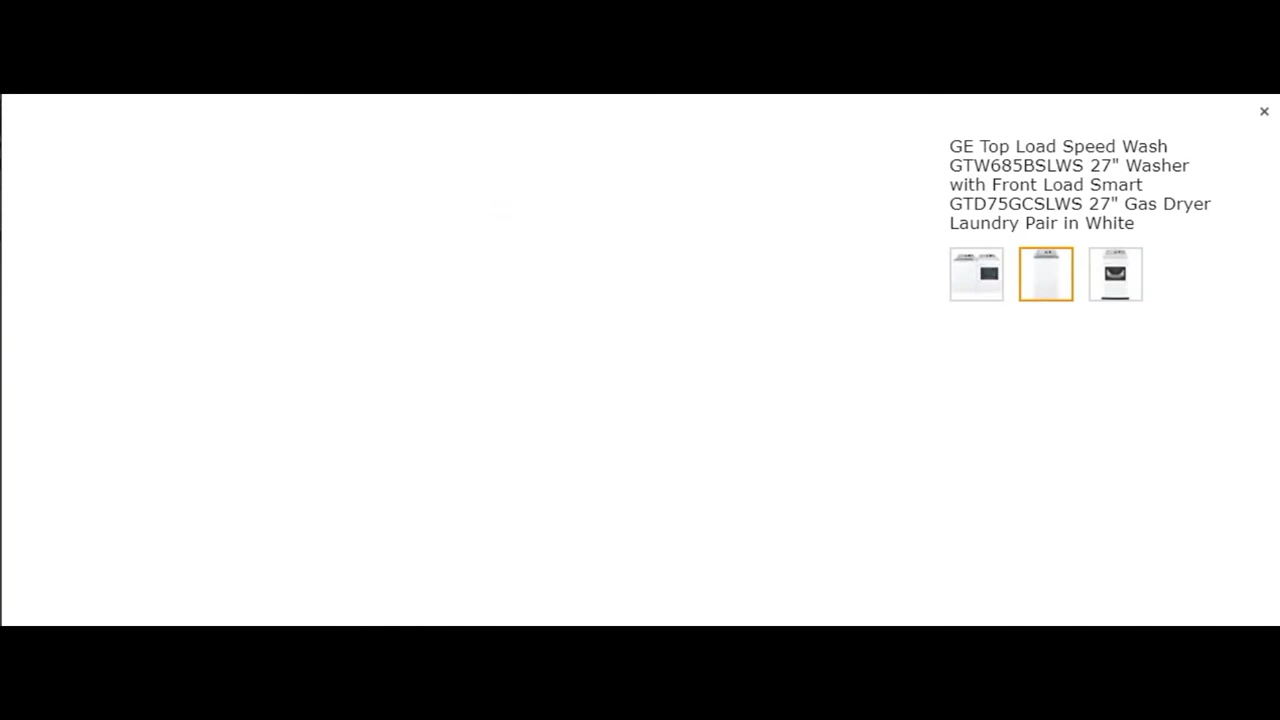 ×
GE Top Load Speed Wash
GTW685BSLWS 27" Washer
with Front Load Smart
GTD75GCSLWS 27" Gas Dryer
Laundry Pair in White